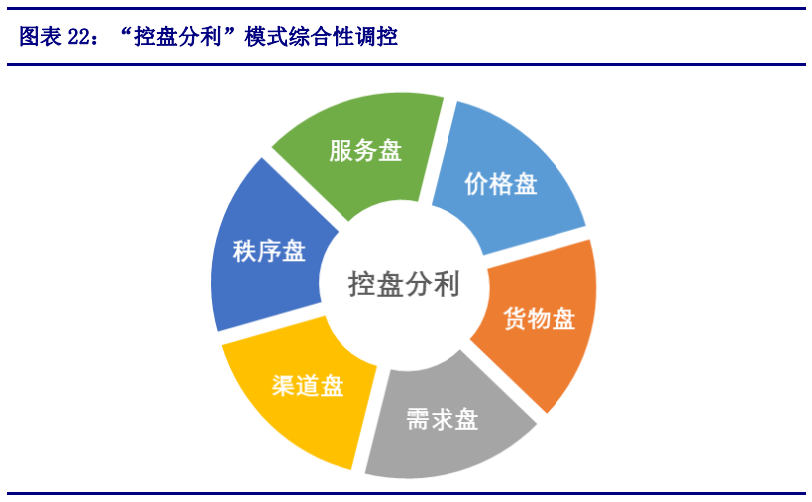 图表 22：“控盘分利”模式综合性调控
服务盘
价格盘
秩序盘
控盘分利
货物盘
渠道盘
需求盘